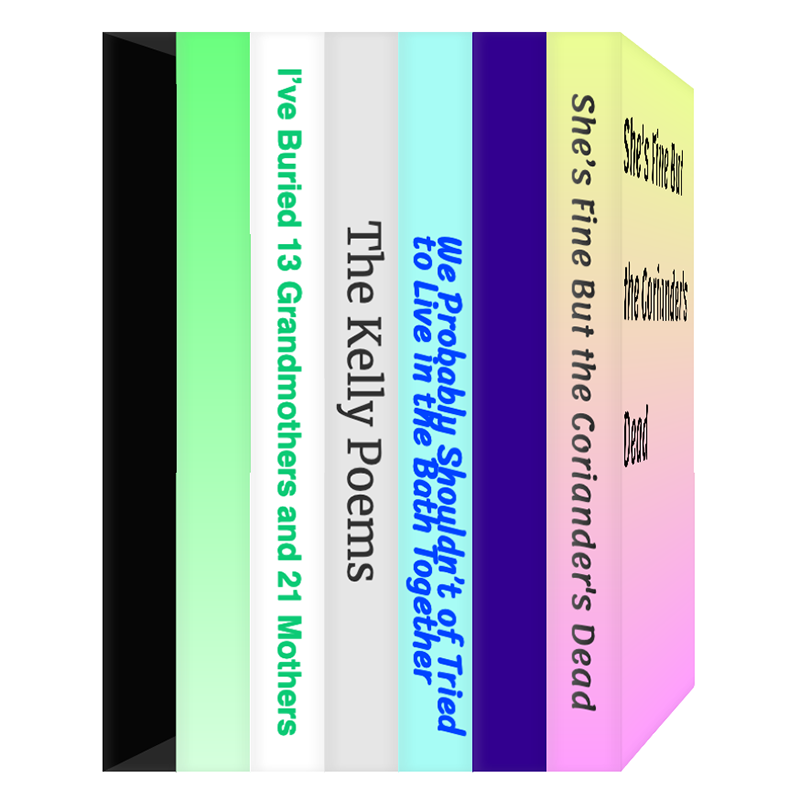 I've Buried 13 Grandmothers and 21 Mothers
The Kelly Poems
We Probably Shouldn't of Tried
to Live in the Bath Together
She's Fine But the Coriander's Dead
She's Fine But
the Coriander's
Dead